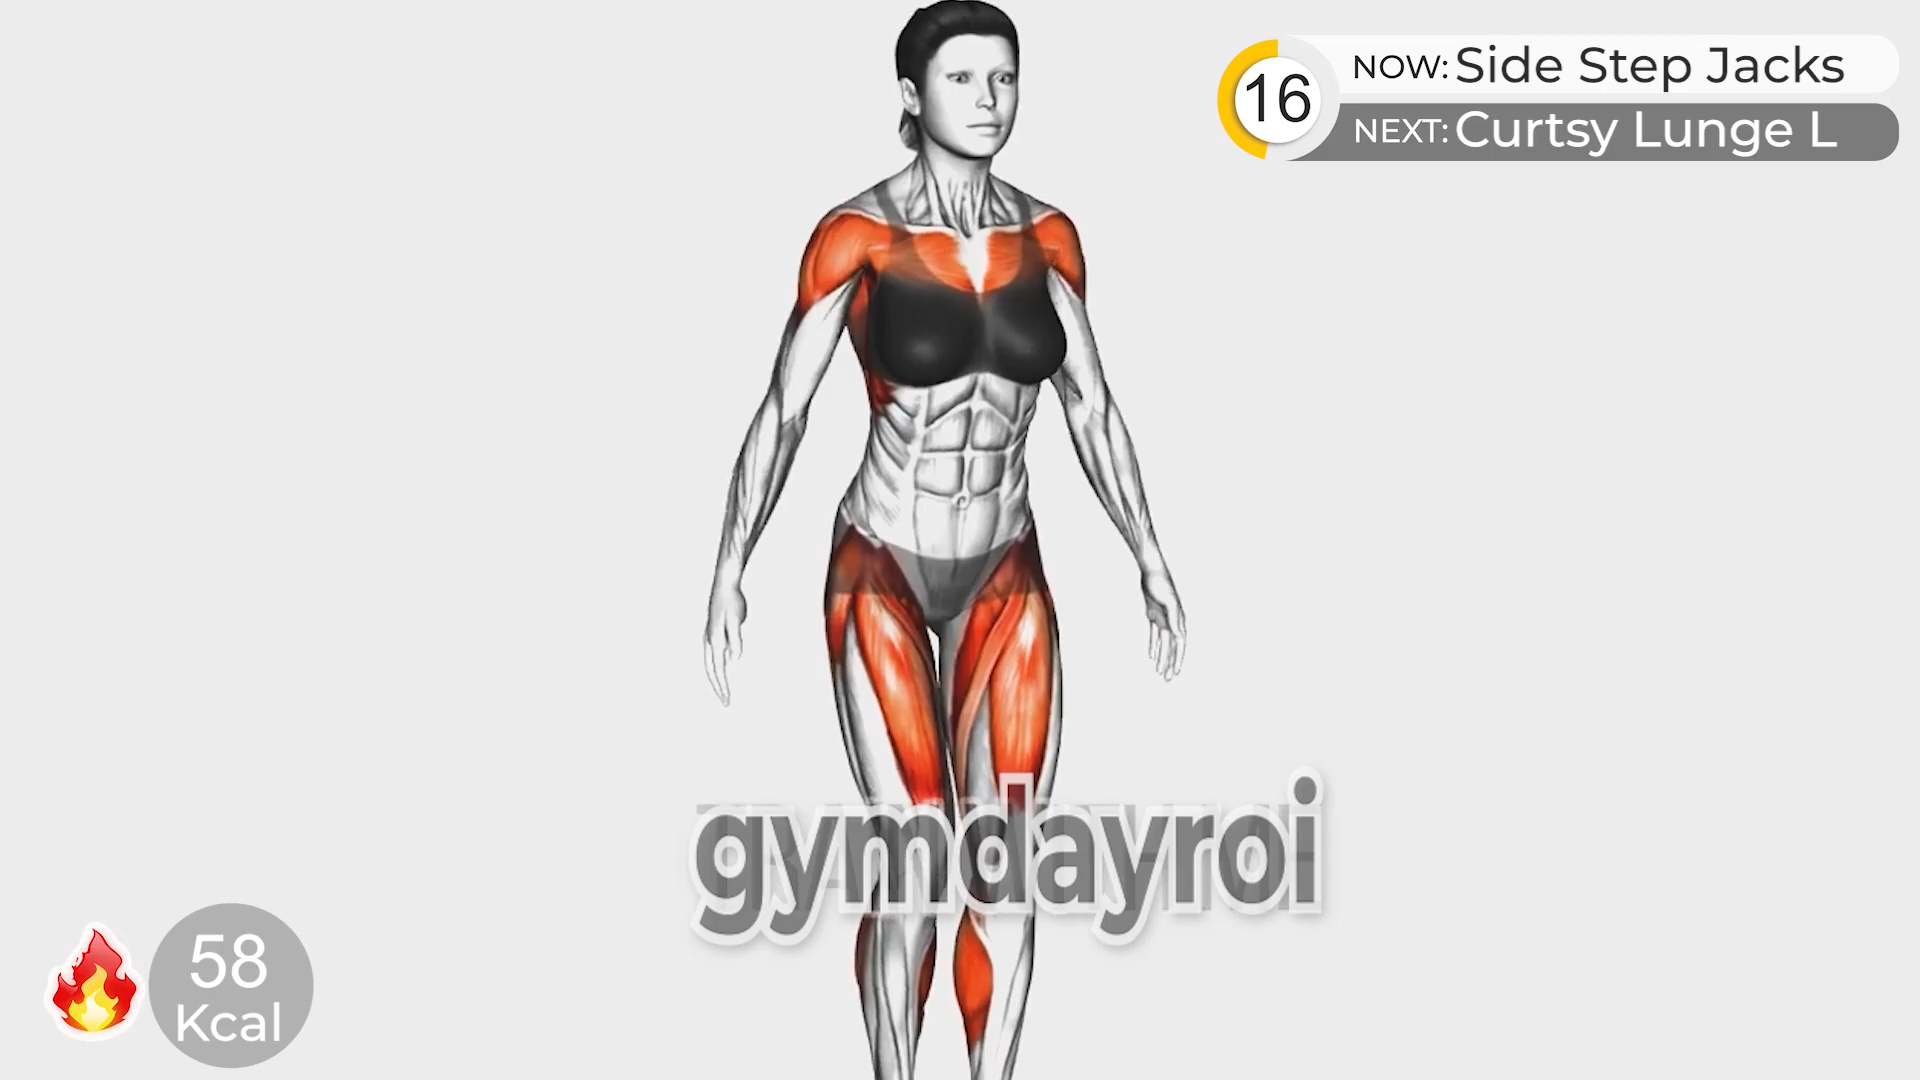 16
NOW: Side Step Jacks
NEXT: Curtsy Lunge L
gymdayroi
58
Kcal